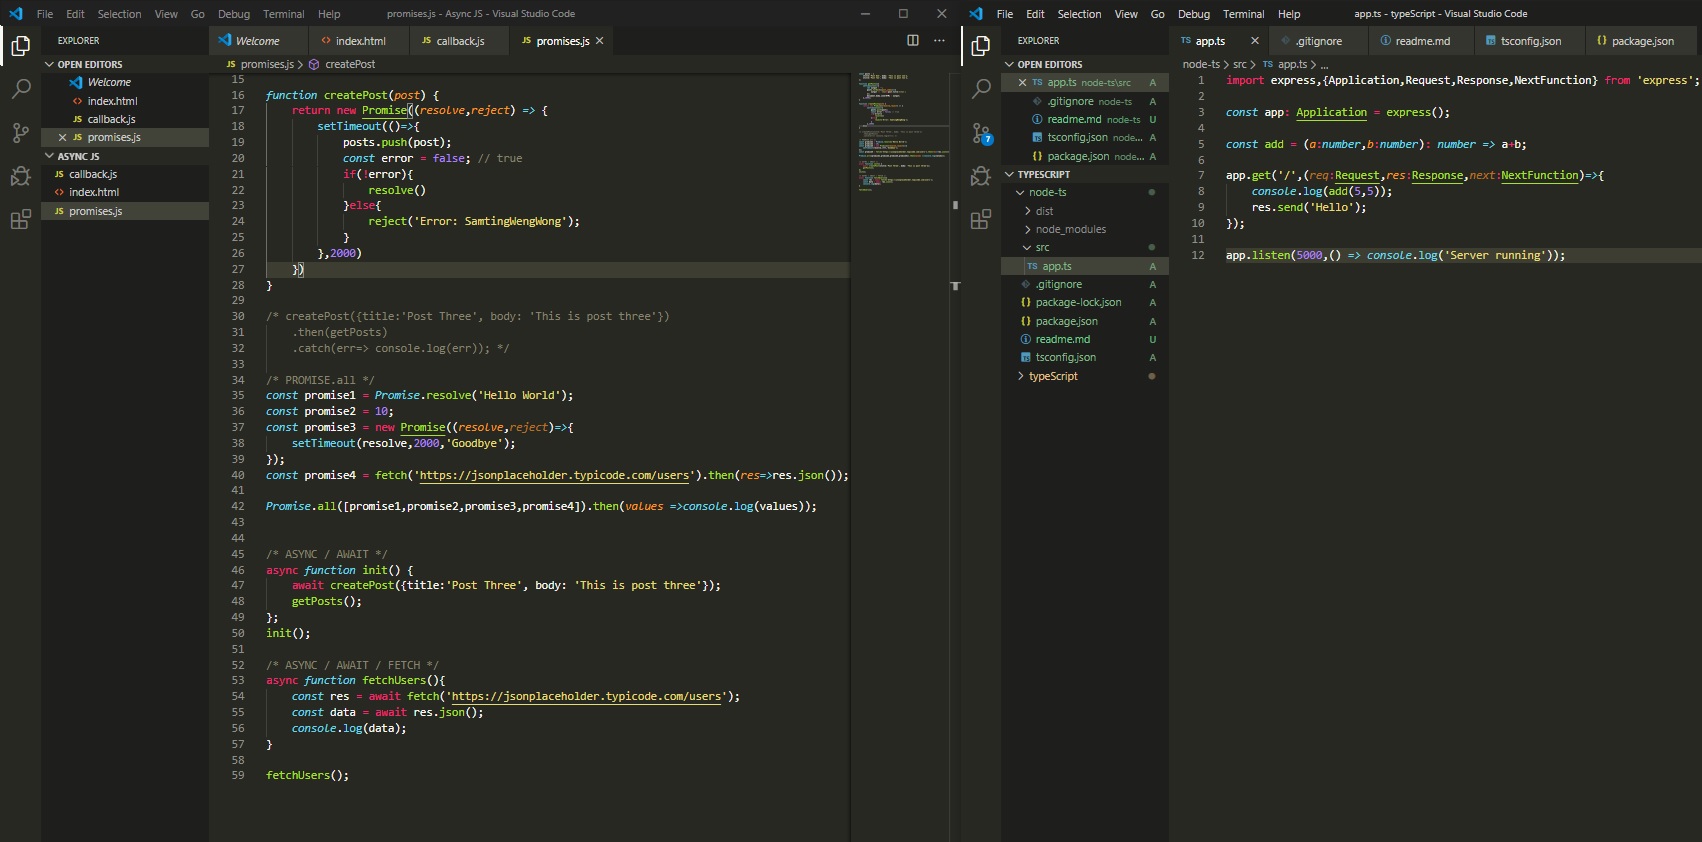 File Edit Selection View Go Debug Terminal Help promises.js - Async JS - Visual Studio Code
EXPLORER
OPEN EDITORS
Welcome
index.html
callback.js
promises.js
ASYNC JS
JS callback.js
<> index.html
JS promises.js
Welcome <> index.html JS callback.js JS promises.js
JS promises.js > createPost
15
16 function createPost(post) {
17 return new Promise((resolve,reject) => {
18 setTimeout(()=>{
19 posts.push(post);
20 const error = false; // true
21 if(!error){
22 resolve()
23 }else{
24 reject('Error: SamtingWengWong');
25 }
26 },2000)
27 })
28 }
29
30 /* createPost({title:'Post Three', body: 'This is post three'})
31 .then(getPosts)
32 .catch(err=> console.log(err)); */
33
34 /* PROMISE.all */
35 const promise1 = Promise.resolve('Hello World');
36 const promise2 = 10;
37 const promise3 = new Promise((resolve,reject)=>{
38 setTimeout(resolve,2000,'Goodbye');
39 });
40 const promise4 = fetch('https://jsonplaceholder.typicode.com/users').then(res=>res.json());
41
42 Promise.all([promise1,promise2,promise3,promise4]).then(values =>console.log(values));
43
44
45 /* ASYNC / AWAIT */
46 async function init() {
47 await createPost({title:'Post Three', body: 'This is post three'});
48 getPosts();
49 };
50 init();
51
52 /* ASYNC / AWAIT / FETCH */
53 async function fetchUsers(){
54 const res = await fetch('https://jsonplaceholder.typicode.com/users');
55 const data = await res.json();
56 console.log(data);
57 }
58
59 fetchUsers();
File Edit Selection View Go Debug Terminal Help app.ts - typeScript - Visual Studio Code
7
EXPLORER
OPEN EDITORS
TS app.ts node-ts\src A
.gitignore node-ts A
readme.md node-ts U
tsconfig.json node... A
{} package.json node... A
TYPESCRIPT
node-ts
dist
node_modules
src
TS app.ts A
.gitignore A
{} package-lock.json A
{} package.json A
readme.md U
tsconfig.json A
typeScript
TS app.ts .gitignore readme.md tsconfig.json {} package.json
node-ts > src > TS app.ts > ...
1 import express,{Application,Request,Response,NextFunction} from 'express';
2
3 const app: Application = express();
4
5 const add = (a:number,b:number): number => a+b;
6
7 app.get('/',(req:Request,res:Response,next:NextFunction)=>{
8 console.log(add(5,5));
9 res.send('Hello');
10 });
11
12 app.listen(5000,() => console.log('Server running'));